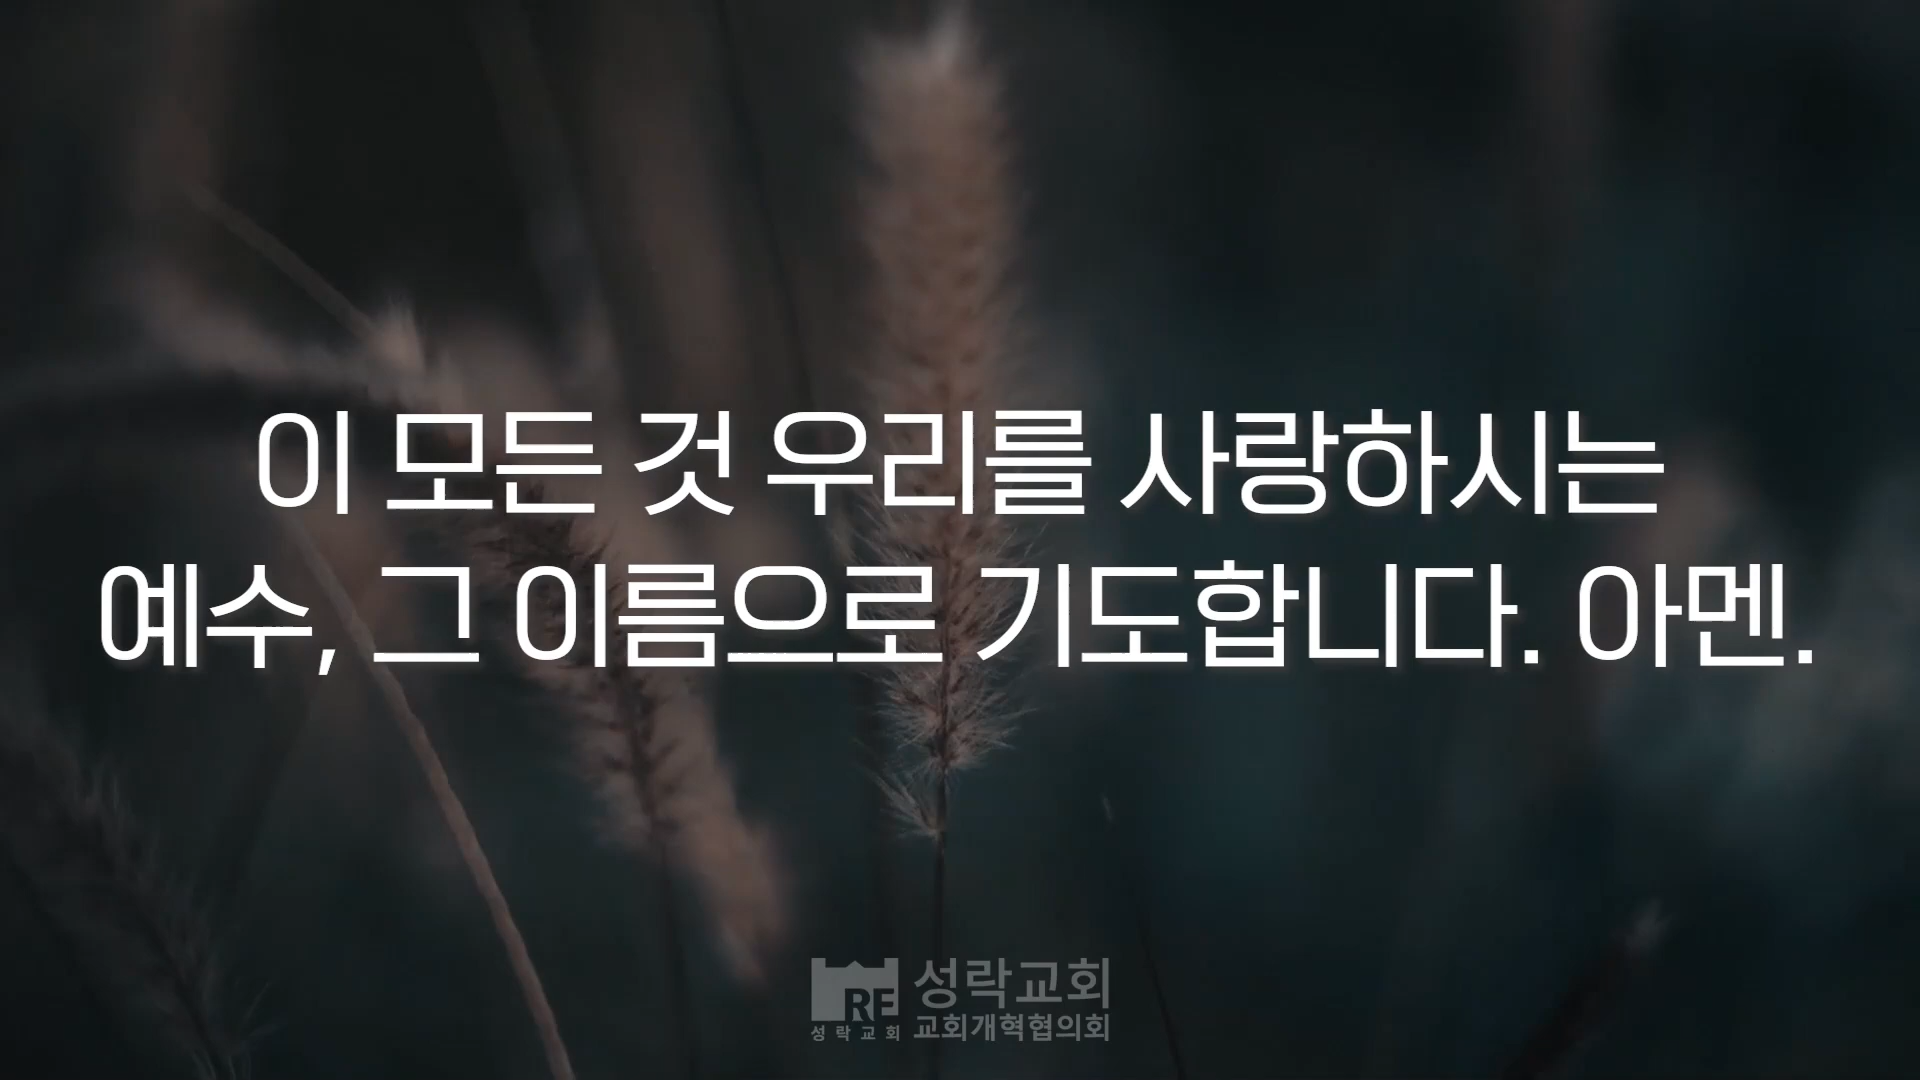 이 모든 것 우리를 사랑하시는
예수, 그 이름으로 기도합니다. 아멘.
RE
성락교회
성락교회
교회개혁협의회